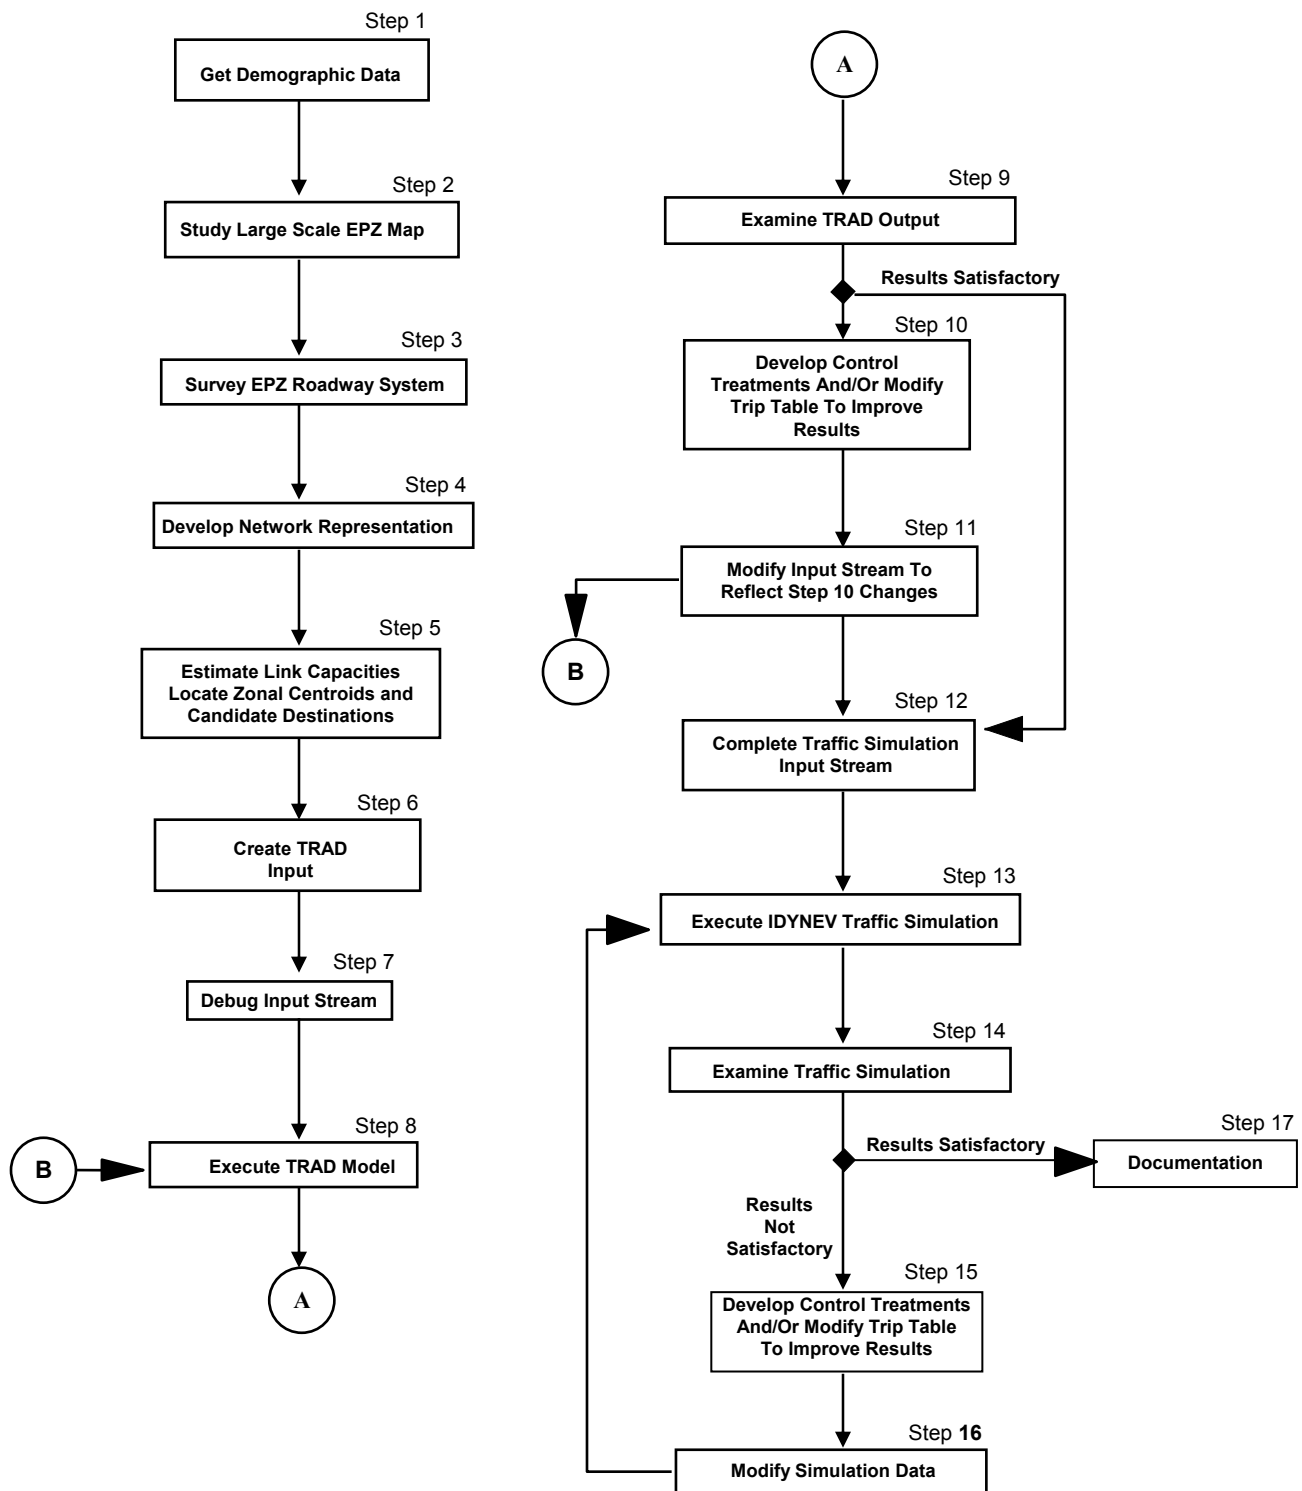 Step 1
Get Demographic Data
Step 2
Study Large Scale EPZ Map
Step 3
Survey EPZ Roadway System
Step 4
Develop Network Representation
Step 5
Estimate Link Capacities
Locate Zonal Centroids and
Candidate Destinations
Step 6
Create TRAD
Input
Step 7
Debug Input Stream
Step 8
B
Execute TRAD Model
A
A
Step 9
Examine TRAD Output
Results Satisfactory
Step 10
Develop Control
Treatments And/Or Modify
Trip Table To Improve
Results
Step 11
Modify Input Stream To
Reflect Step 10 Changes
B
Step 12
Complete Traffic Simulation
Input Stream
Step 13
Execute IDYNEV Traffic Simulation
Step 14
Examine Traffic Simulation
Results Satisfactory
Step 17
Documentation
Results
Not
Satisfactory
Step 15
Develop Control Treatments
And/Or Modify Trip Table
To Improve Results
Step 16
Modify Simulation Data